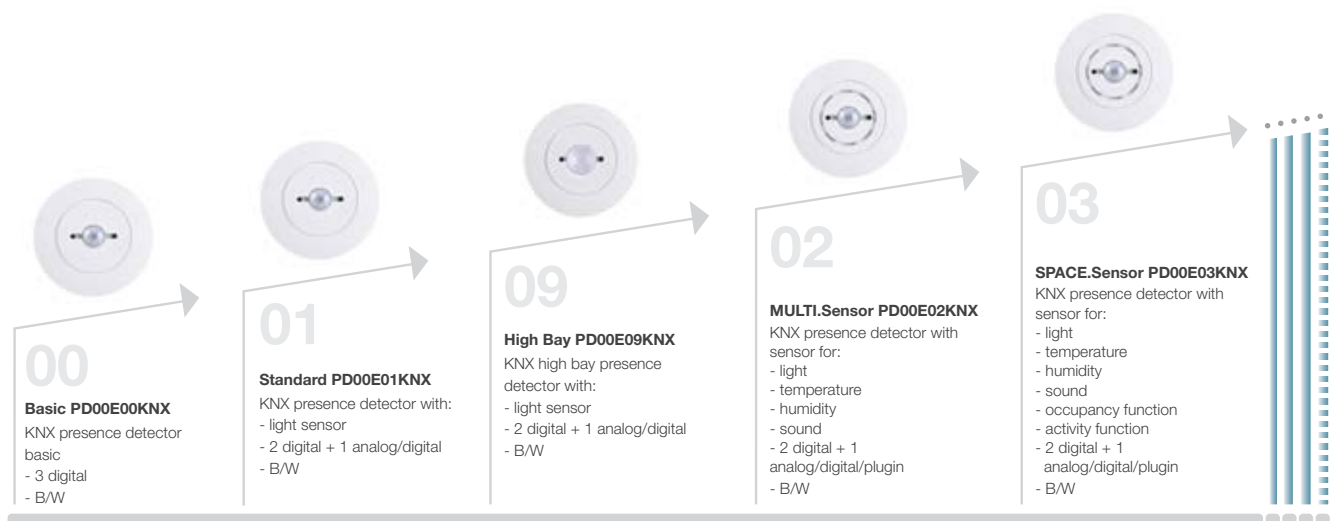 00
Basic PD00E00KNX
KNX presence detector
basic
- 3 digital
- B/W
01
Standard PD00E01KNX
KNX presence detector with:
- light sensor
- 2 digital + 1 analog/digital
- B/W
09
High Bay PD00E09KNX
KNX high bay presence
detector with:
- light sensor
- 2 digital + 1 analog/digital
- B/W
02
MULTI.Sensor PD00E02KNX
KNX presence detector with
sensor for:
- light
- temperature
- humidity
- sound
- 2 digital + 1
analog/digital/plugin
- B/W
03
SPACE.Sensor PD00E03KNX
KNX presence detector with
sensor for:
- light
- temperature
- humidity
- sound
- occupancy function
- activity function
- 2 digital + 1
analog/digital/plugin
- B/W